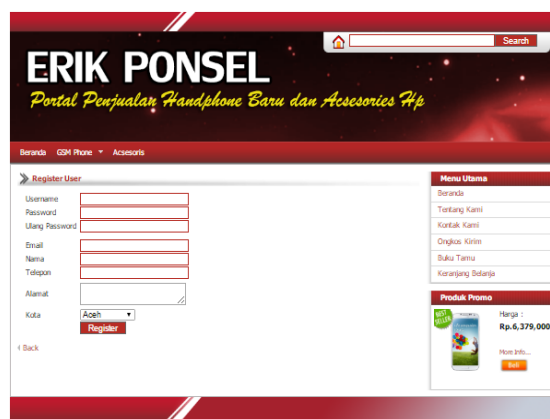 Search
ERIK PONSEL
Portal Penjualan Handphone Baru dan Acsesories Hp
Beranda GSM Phone Acsesoris
Register User
Username
Password
Ulang Password
Email
Nama
Telepon
Alamat
Kota Aceh
Register
Back
Menu Utama
Beranda
Tentang Kami
Kontak Kami
Ongkos Kirim
Buku Tamu
Keranjang Belanja
Produk Promo
BEST SELLER
Harga :
Rp.6,379,000
More Info...
Beli